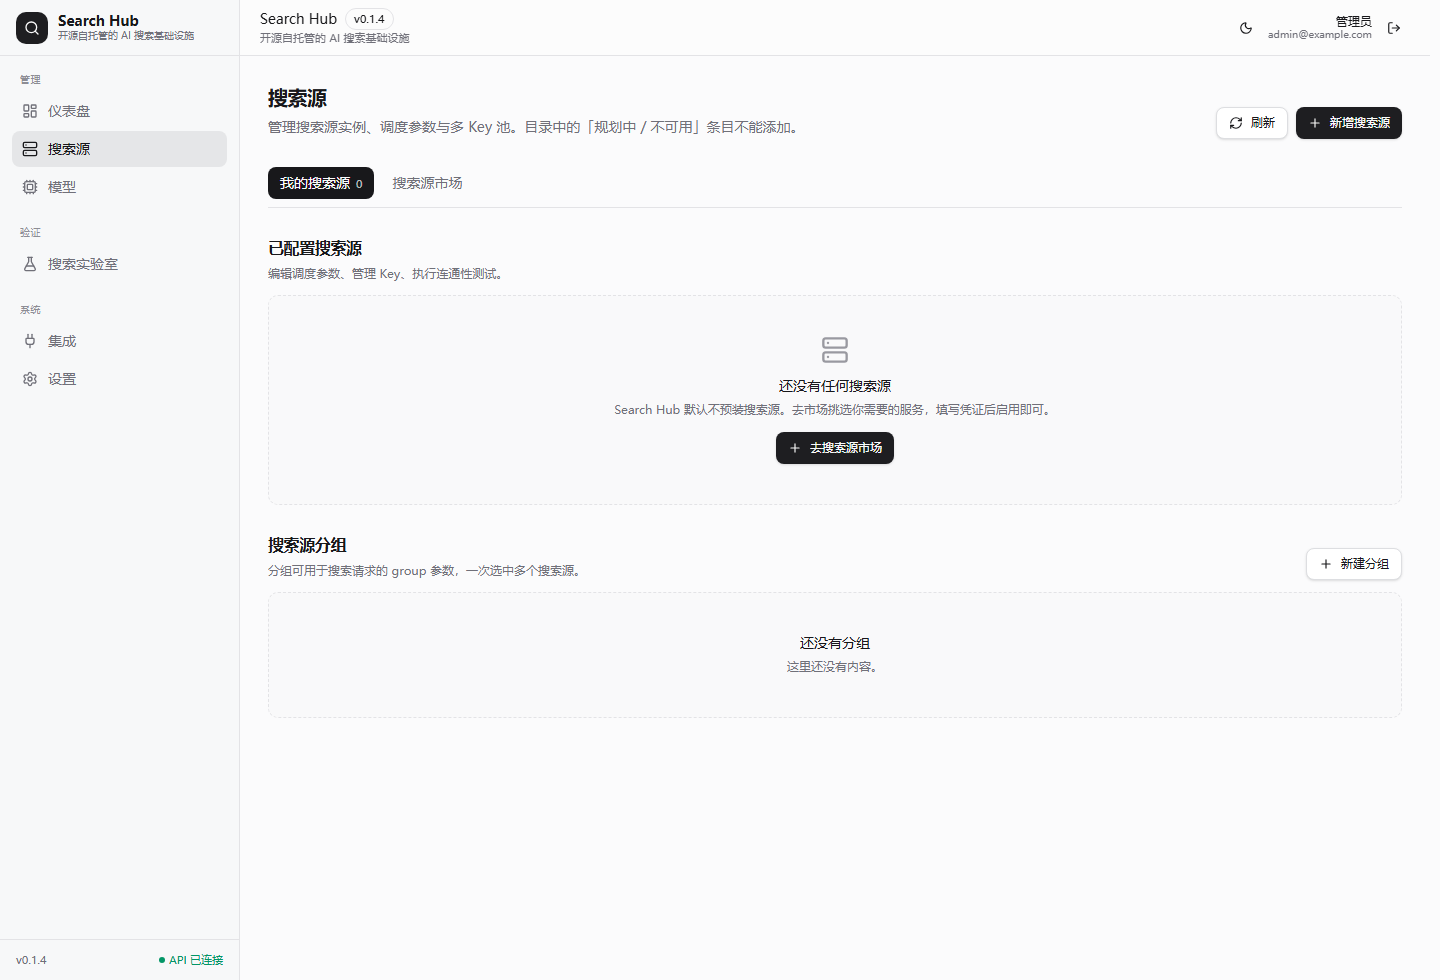 Search Hub
开源自托管的 AI 搜索基础设施
管理
仪表盘
搜索源
模型
验证
搜索实验室
系统
集成
设置
v0.1.4
API 已连接
Search Hub v0.1.4
开源自托管的 AI 搜索基础设施
管理员
admin@example.com
搜索源
管理搜索源实例、调度参数与多 Key 池。目录中的「规划中 / 不可用」条目不能添加。
刷新
新增搜索源
我的搜索源 0
搜索源市场
已配置搜索源
编辑调度参数、管理 Key、执行连通性测试。
还没有任何搜索源
Search Hub 默认不预装搜索源。去市场挑选你需要的服务，填写凭证后启用即可。
去搜索源市场
搜索源分组
分组可用于搜索请求的 group 参数，一次选中多个搜索源。
新建分组
还没有分组
这里还没有内容。